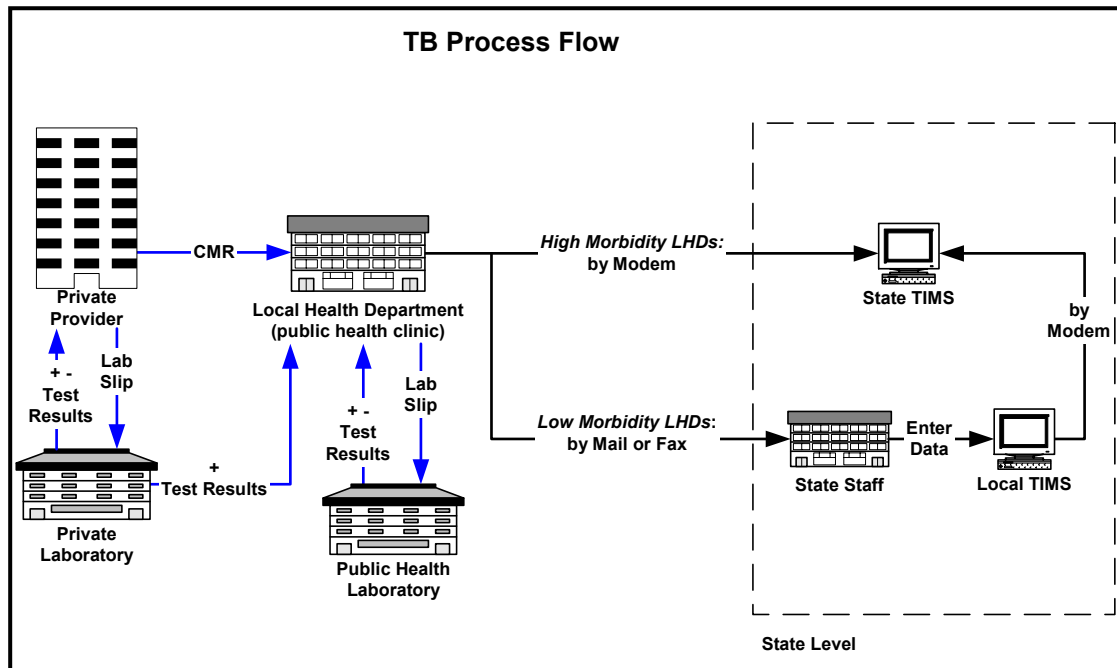 TB Process Flow
Private
Provider
CMR
Local Health Department
(public health clinic)
High Morbidity LHDs:
by Modem
State TIMS
by
Modem
+ -
Test
Results
Lab
Slip
+ -
Test
Results
Lab
Slip
Low Morbidity LHDs:
by Mail or Fax
State Staff
Enter
Data
Local TIMS
+
Test Results
Private
Laboratory
Public Health
Laboratory
State Level